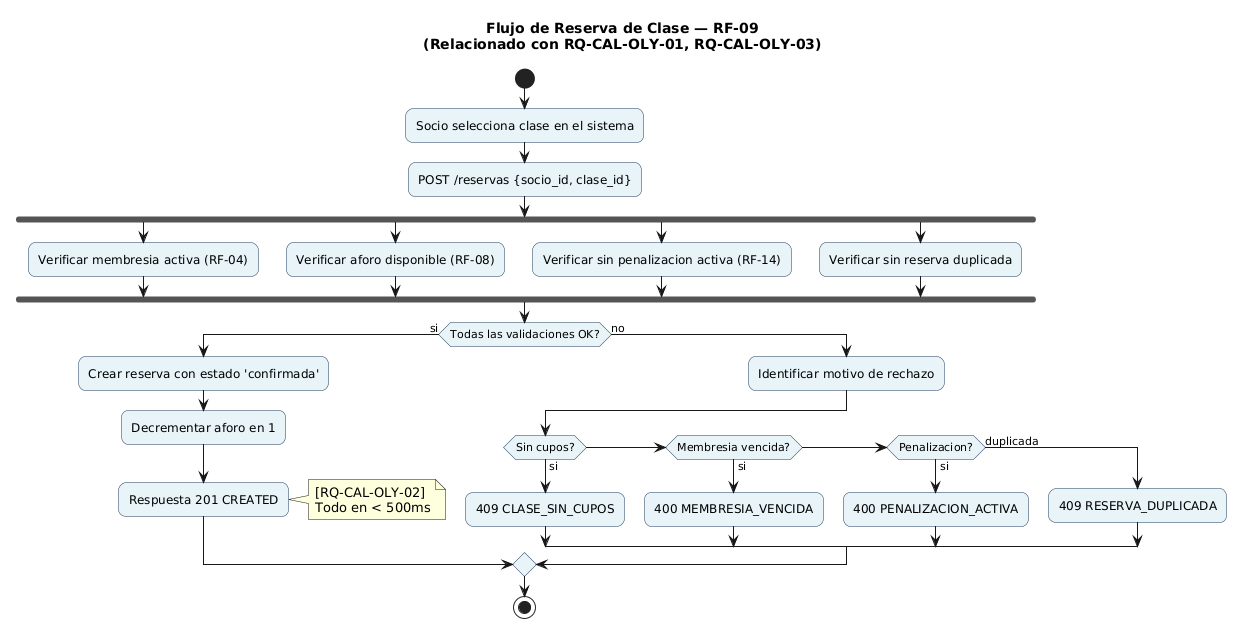 Flujo de Reserva de Clase — RF-09
(Relacionado con RQ-CAL-OLY-01, RQ-CAL-OLY-03)
Socio selecciona clase en el sistema
POST /reservas {socio_id, clase_id}
Verificar membresia activa (RF-04)
Verificar aforo disponible (RF-08)
Verificar sin penalizacion activa (RF-14)
Verificar sin reserva duplicada
Todas las validaciones OK?
si
no
Crear reserva con estado 'confirmada'
Decrementar aforo en 1
Respuesta 201 CREATED
[RQ-CAL-OLY-02]
Todo en < 500ms
Identificar motivo de rechazo
Sin cupos?
si
409 CLASE_SIN_CUPOS
Membresia vencida?
si
400 MEMBRESIA_VENCIDA
Penalizacion?
si
400 PENALIZACION_ACTIVA
duplicada
409 RESERVA_DUPLICADA